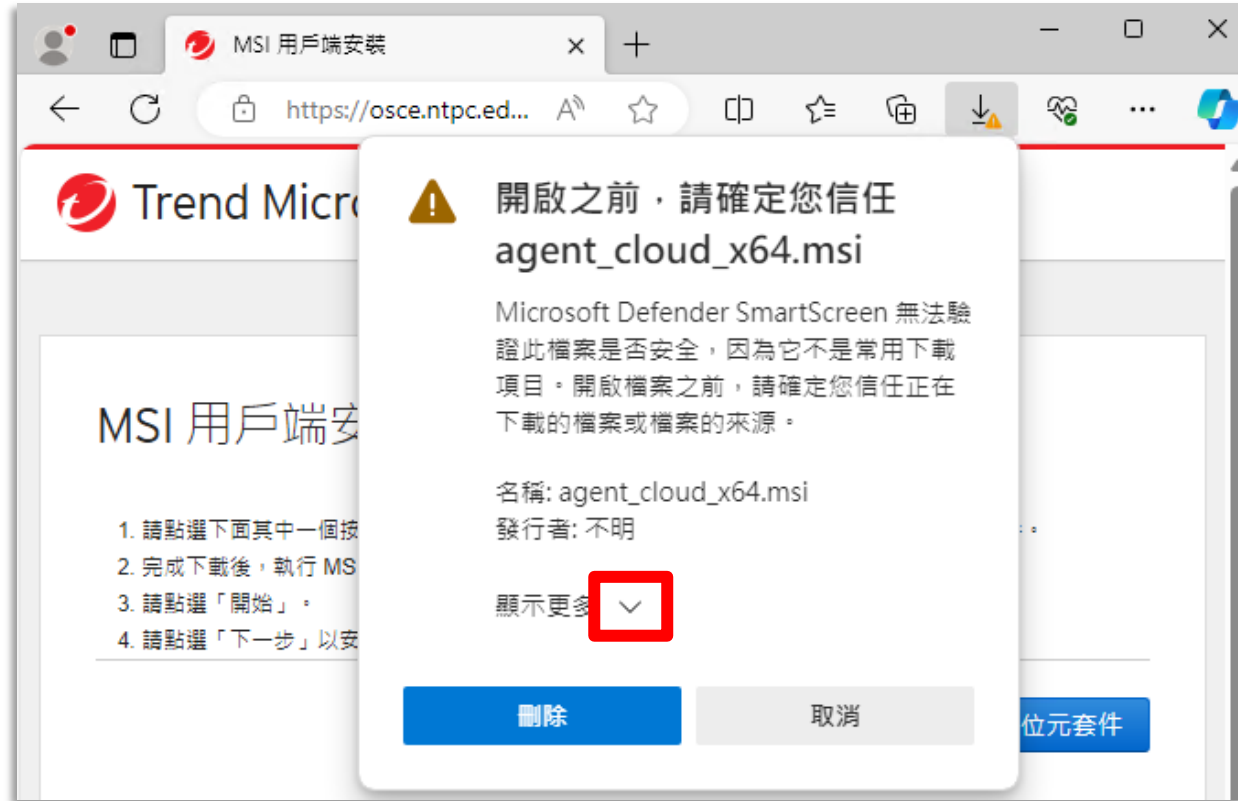 MSI 用戶端安裝
https://osce.ntpc.ed...
Trend Micro
開啟之前，請確定您信任
agent_cloud_x64.msi
Microsoft Defender SmartScreen 無法驗
證此檔案是否安全，因為它不是常用下載
項目。開啟檔案之前，請確定您信任正在
下載的檔案或檔案的來源。
名稱: agent_cloud_x64.msi
發行者: 不明
顯示更多
刪除
取消
MSI 用戶端安
1. 請點選下面其中一個按
2. 完成下載後，執行 MS
3. 請點選「開始」。
4. 請點選「下一步」以安
位元套件